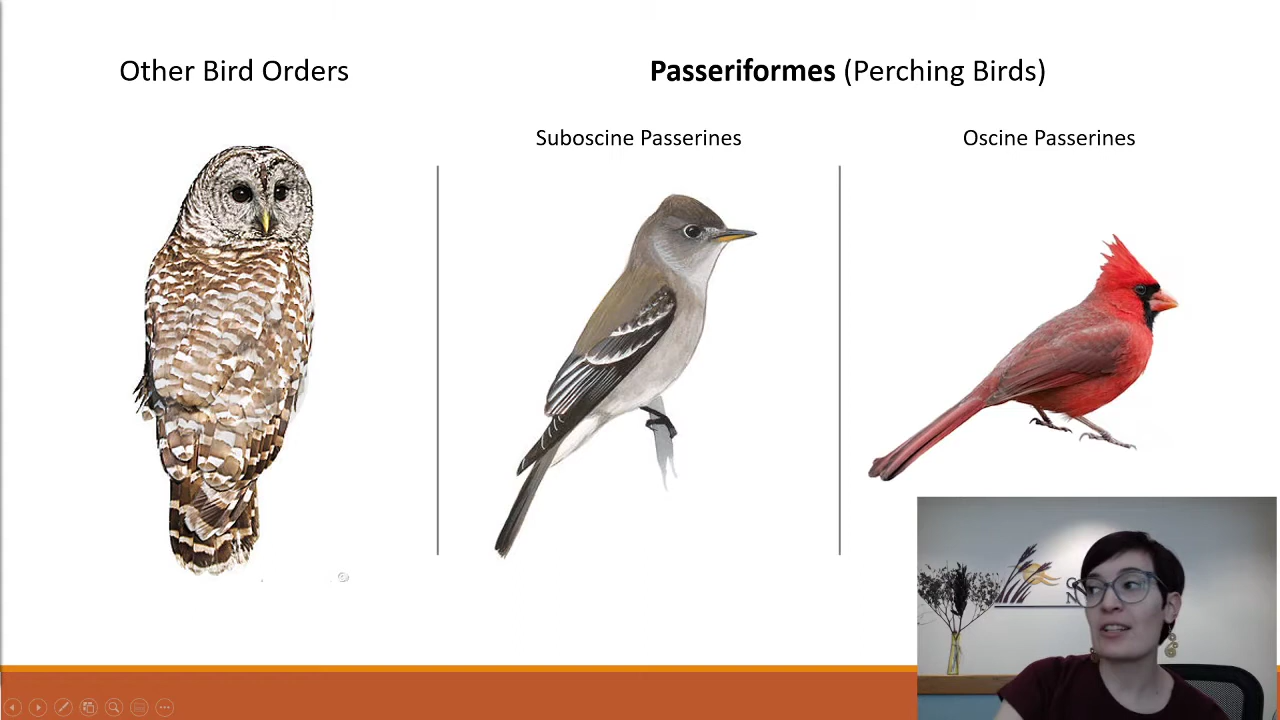 Other Bird Orders
Passeriformes (Perching Birds)
Suboscine Passerines
Oscine Passerines